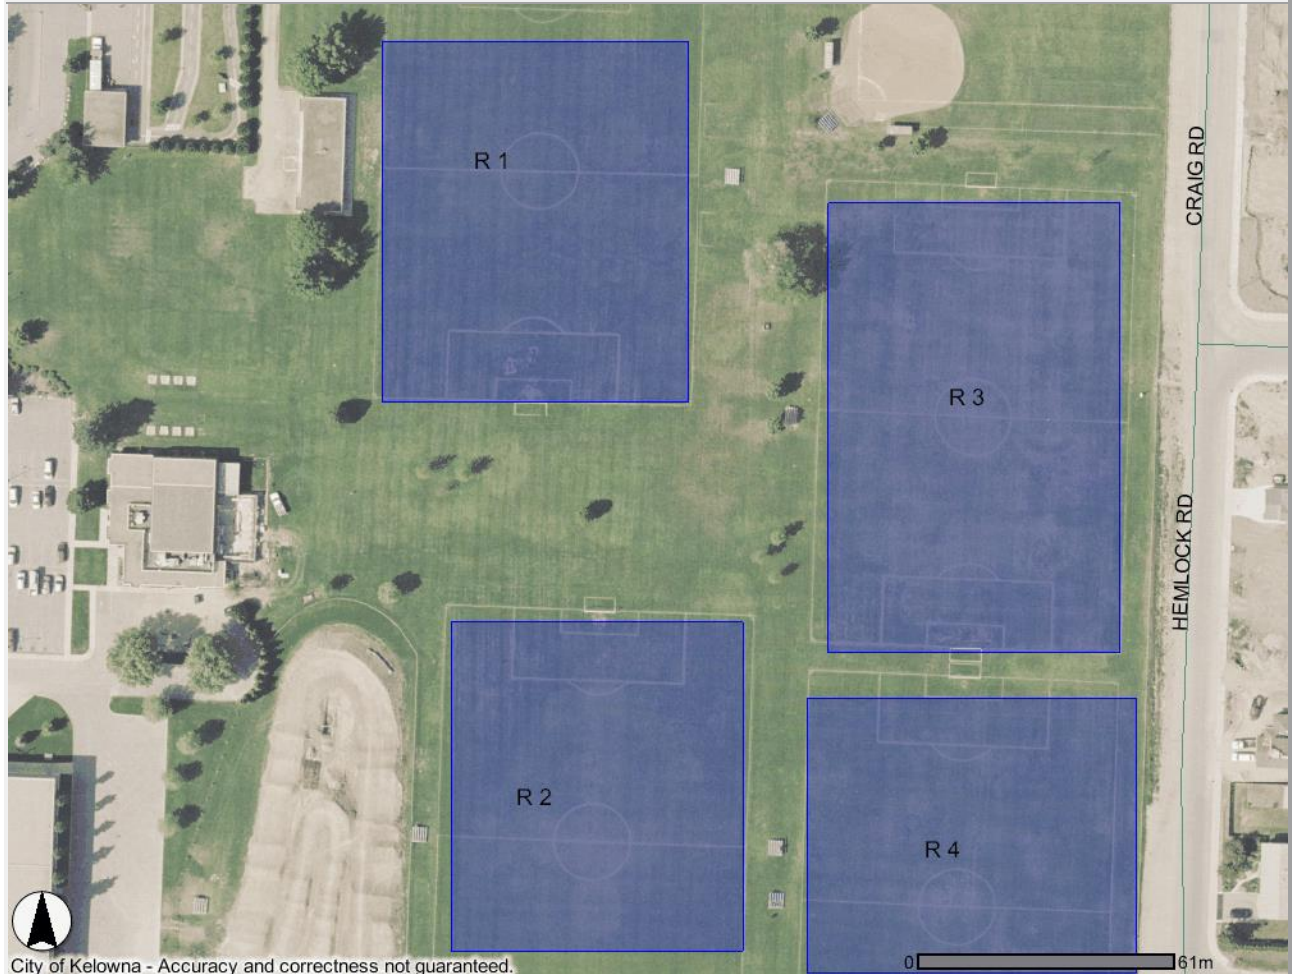 R 1
CRAIG RD
R 3
HEMLOCK RD
R 2
R 4
0 61m
City of Kelowna - Accuracy and correctness not guaranteed.